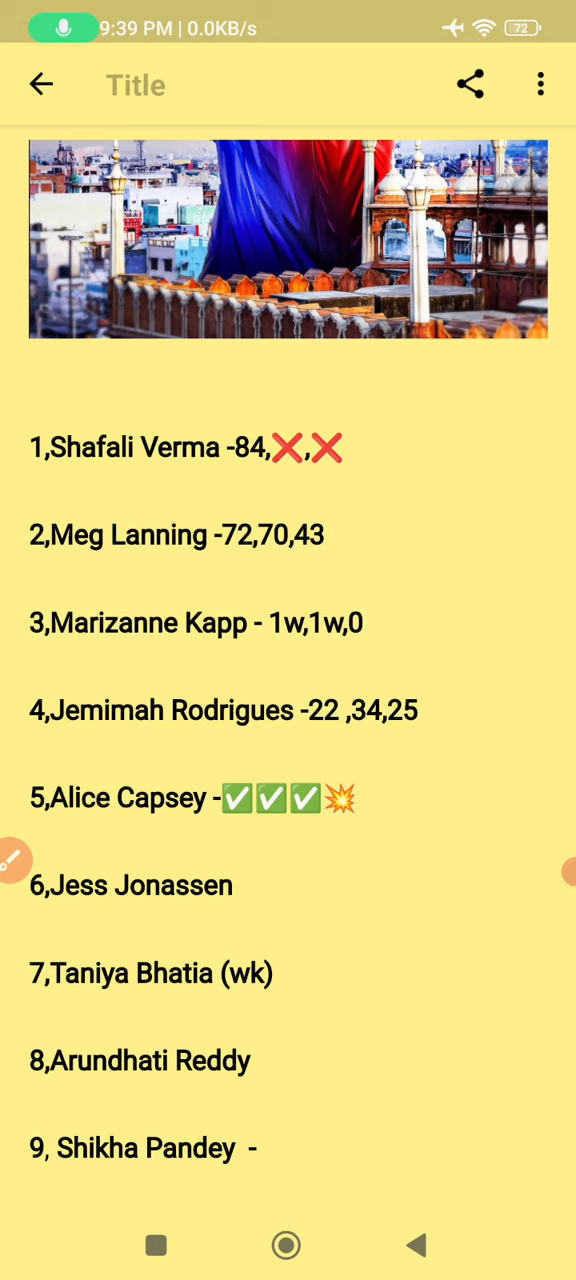 9:39 PM | 0.0KB/s
72
Title
1,Shafali Verma -84,❌,❌
2,Meg Lanning -72,70,43
3,Marizanne Kapp - 1w,1w,0
4,Jemimah Rodrigues -22 ,34,25
5,Alice Capsey -✅✅✅💥
6,Jess Jonassen
7,Taniya Bhatia (wk)
8,Arundhati Reddy
9, Shikha Pandey -